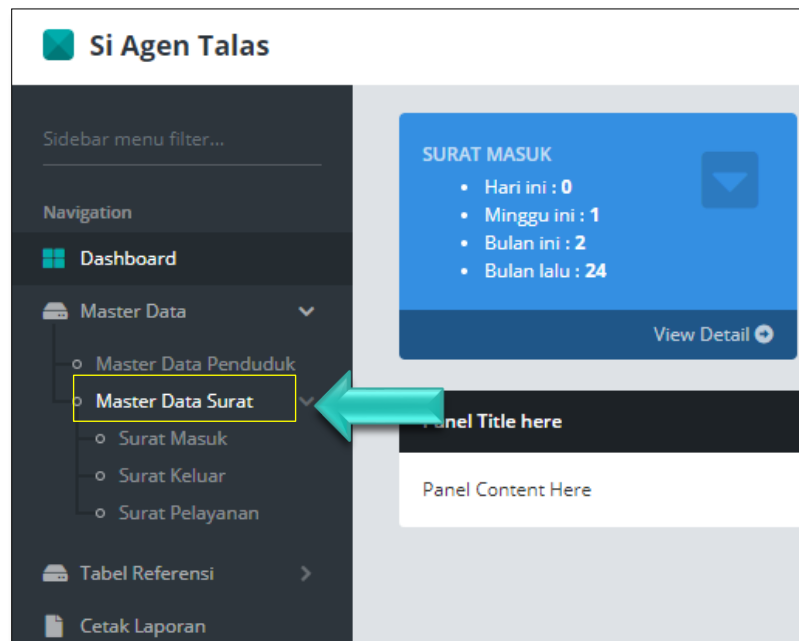 Si Agen Talas
Sidebar menu filter...
Navigation
Dashboard
Master Data
Master Data Penduduk
Master Data Surat
Surat Masuk
Surat Keluar
Surat Pelayanan
Tabel Referensi
Cetak Laporan
SURAT MASUK
Hari ini : 0
Minggu ini : 1
Bulan ini : 2
Bulan lalu : 24
View Detail
Title here
Panel Content Here